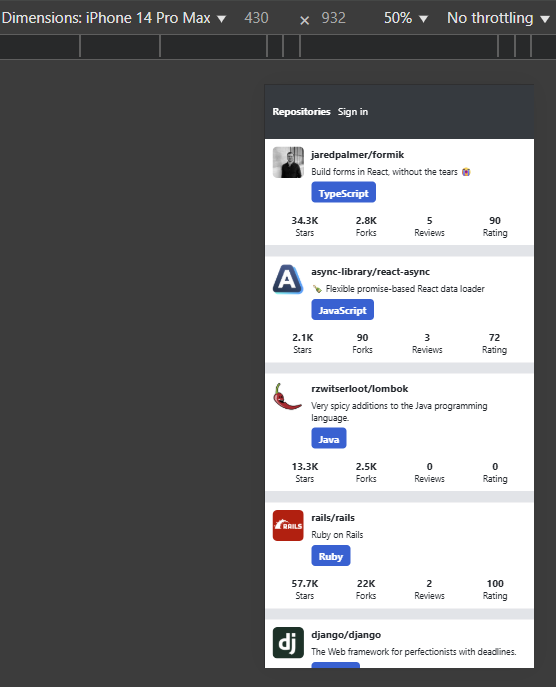 Dimensions: iPhone 14 Pro Max ▼ 430 × 932 50% ▼ No throttling ▼
Repositories Sign in
jaredpalmer/formik
Build forms in React, without the tears
TypeScript
34.3K 2.8K 5 90
Stars Forks Reviews Rating
A
async-library/react-async
Flexible promise-based React data loader
JavaScript
2.1K 90 3 72
Stars Forks Reviews Rating
rzwitserloot/lombok
Very spicy additions to the Java programming
language.
Java
13.3K 2.5K 0 0
Stars Forks Reviews Rating
RAILS
rails/rails
Ruby on Rails
Ruby
57.7K 22K 2 100
Stars Forks Reviews Rating
dj
django/django
The Web framework for perfectionists with deadlines.